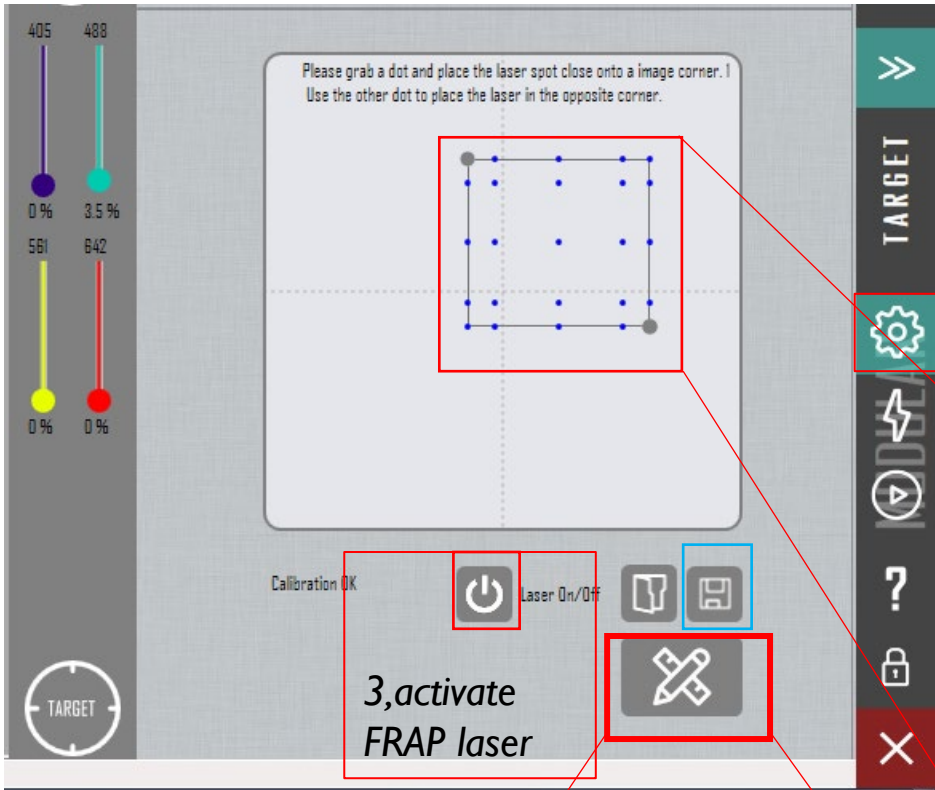 405 488
0 % 3.5 %
561 642
0 % 0 %
TARGET
Please grab a dot and place the laser spot close onto a image corner. 1
Use the other dot to place the laser in the opposite corner.
Calibration OK
Laser On/Off
3,activate
FRAP laser
TARGET
?